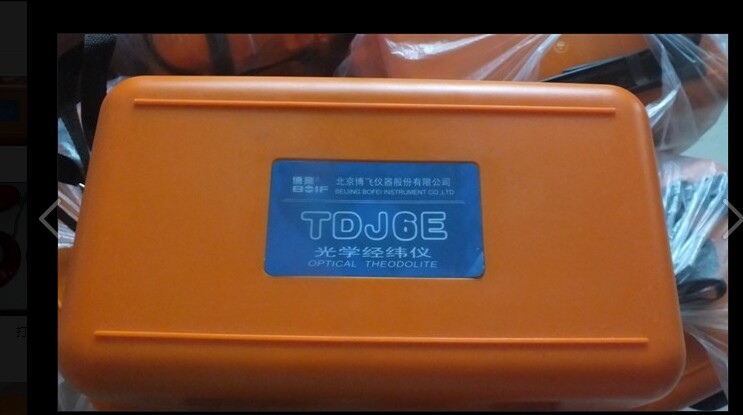 博飞®
BOIF
北京博飞仪器股份有限公司
BEIJING BOFEI INSTRUMENT CO.,LTD
TDJ6E
光学经纬仪
OPTICAL THEODOLITE
打